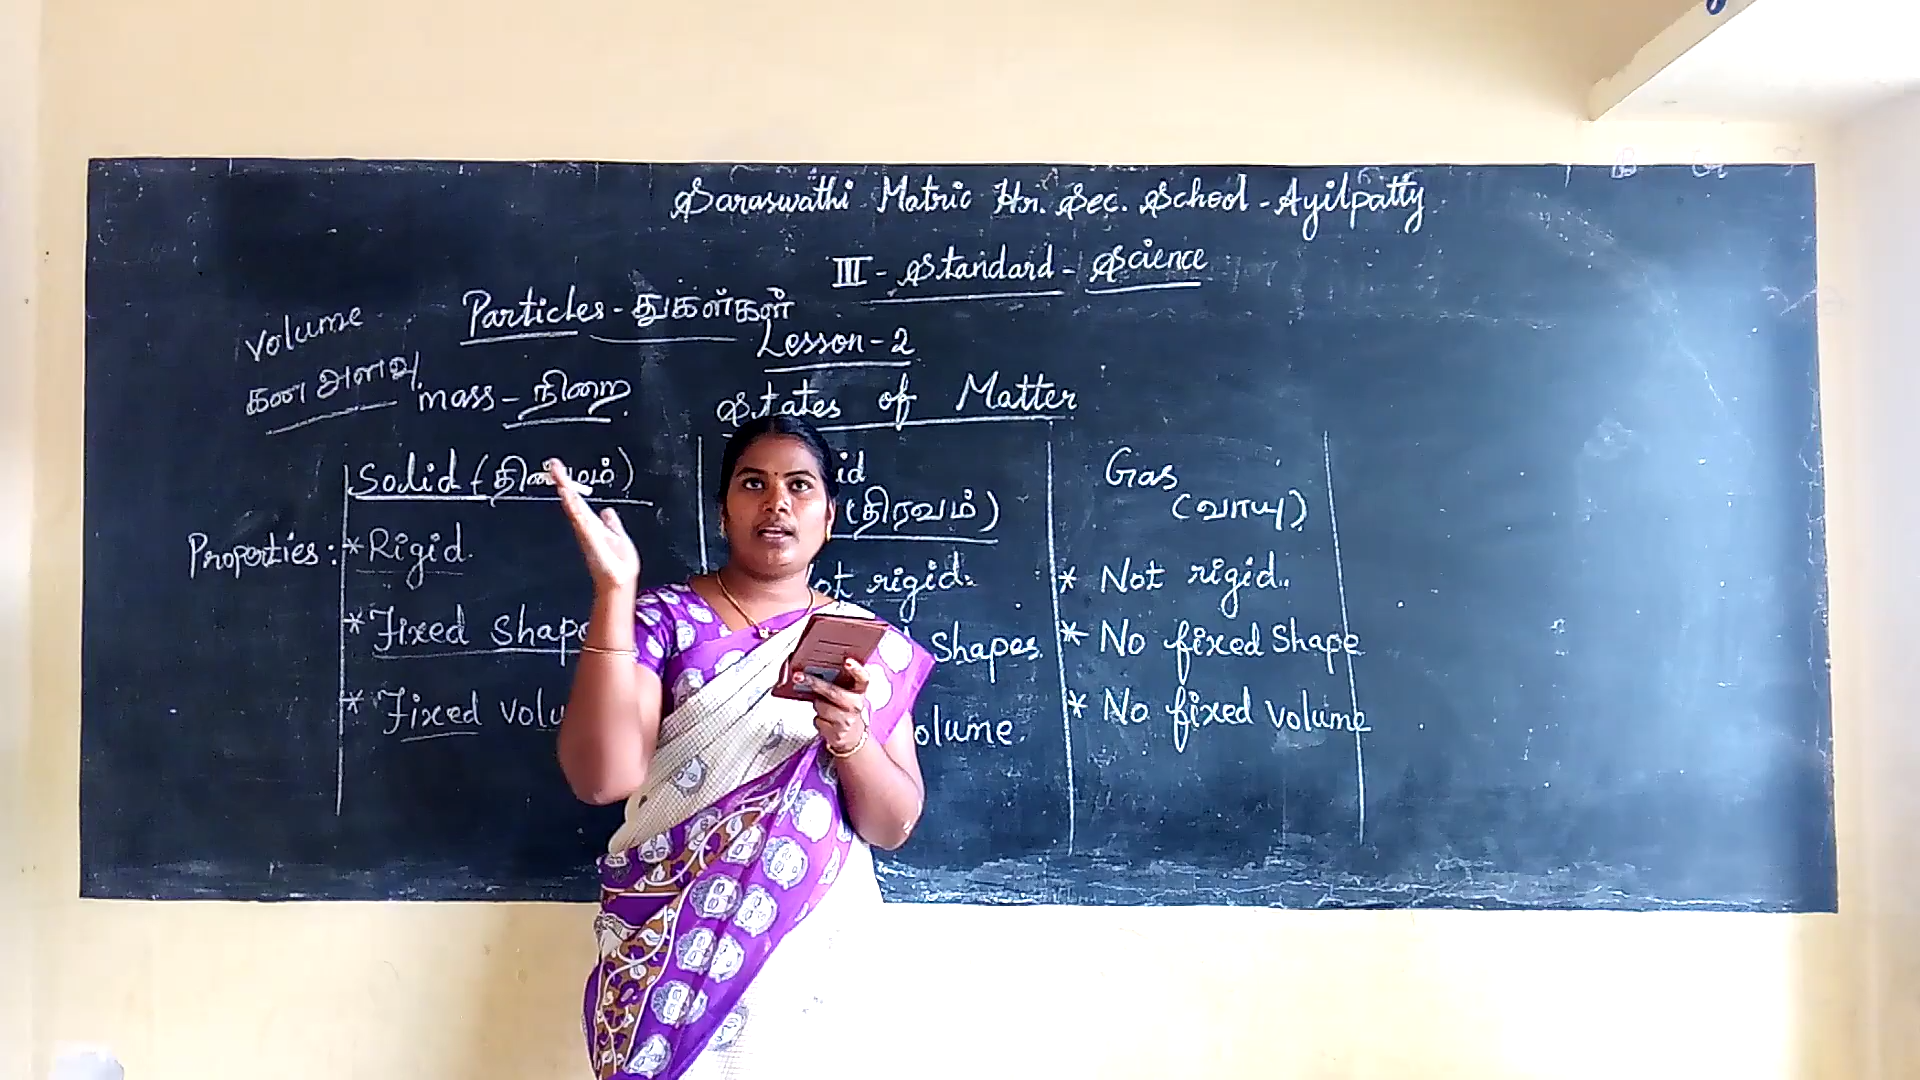 Saraswathi Matric Hr. Sec. School - Ayilpatty
III - Standard - Science
Particles - துகள்கள்
volume
கன அளவு
Lesson - 2
mass - நிறை
States of Matter
Solid (திண்மம்)
(திரவம்)
Gas
(வாயு)
Properties :
* Rigid.
rigid.
* Not rigid.
* Fixed Shape
Shapes.
* No fixed Shape
* Fixed
* No fixed volume